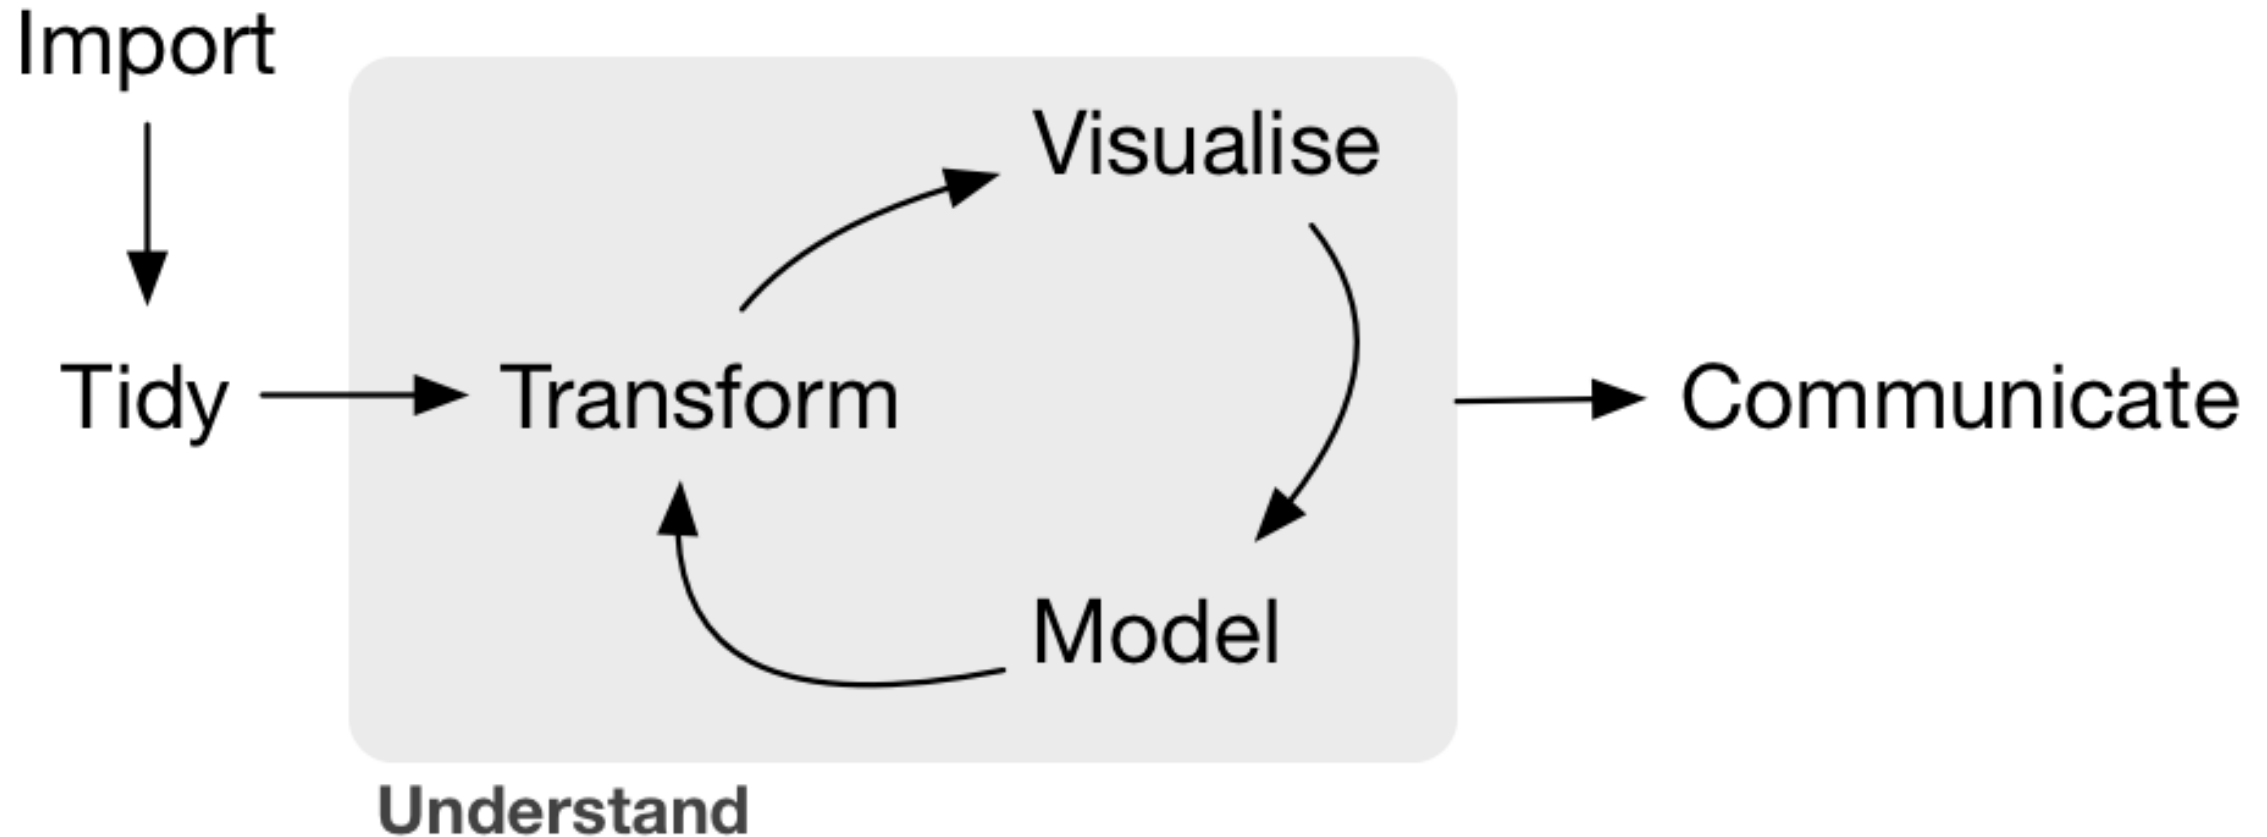 Import
Visualise
Tidy
Transform
Communicate
Model
Understand